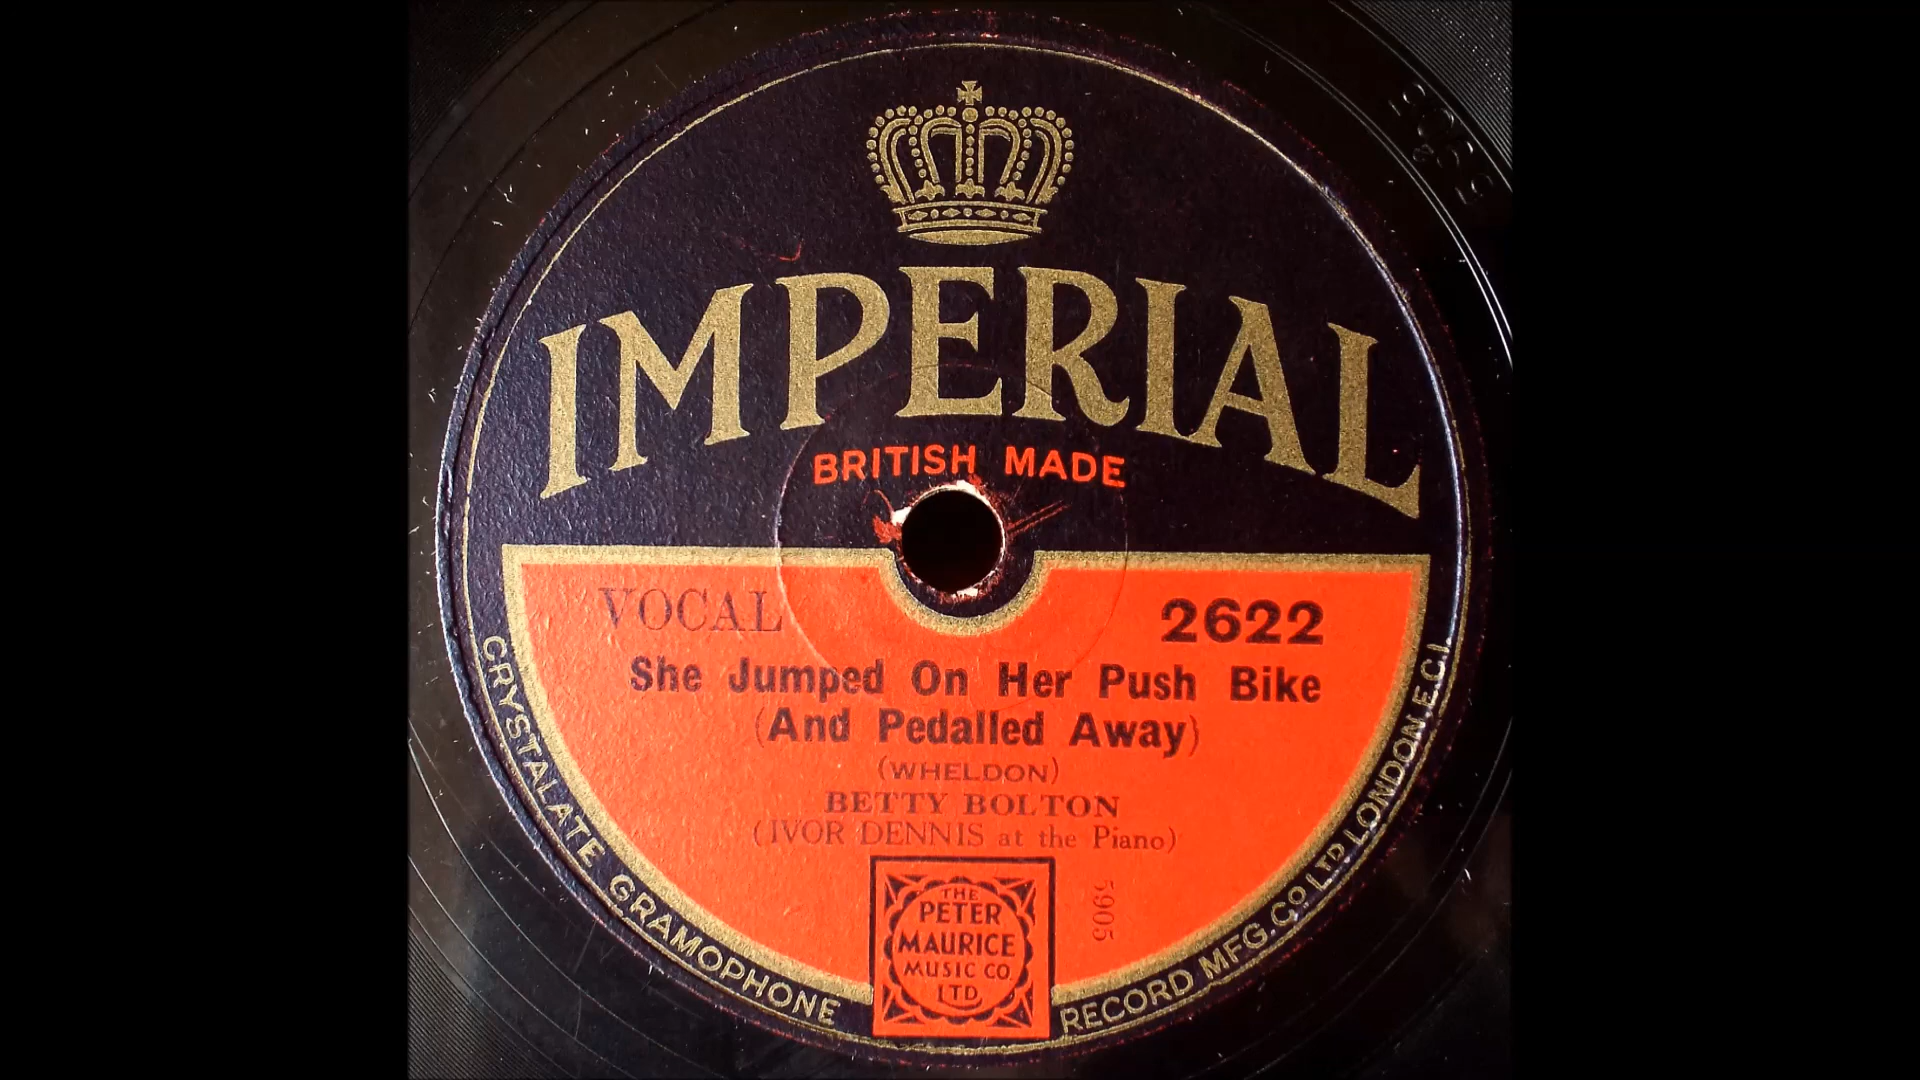 IMPERIAL
BRITISH MADE
VOCAL
2622
She Jumped On Her Push Bike
(And Pedalled Away)
(WHELDON)
BETTY BOLTON
(IVOR DENNIS at the Piano)
5905
THE
PETER
MAURICE
MUSIC CO.
LTD
CRYSTALATE GRAMOPHONE RECORD MFG. Co LTD. LONDON, E.C.I.